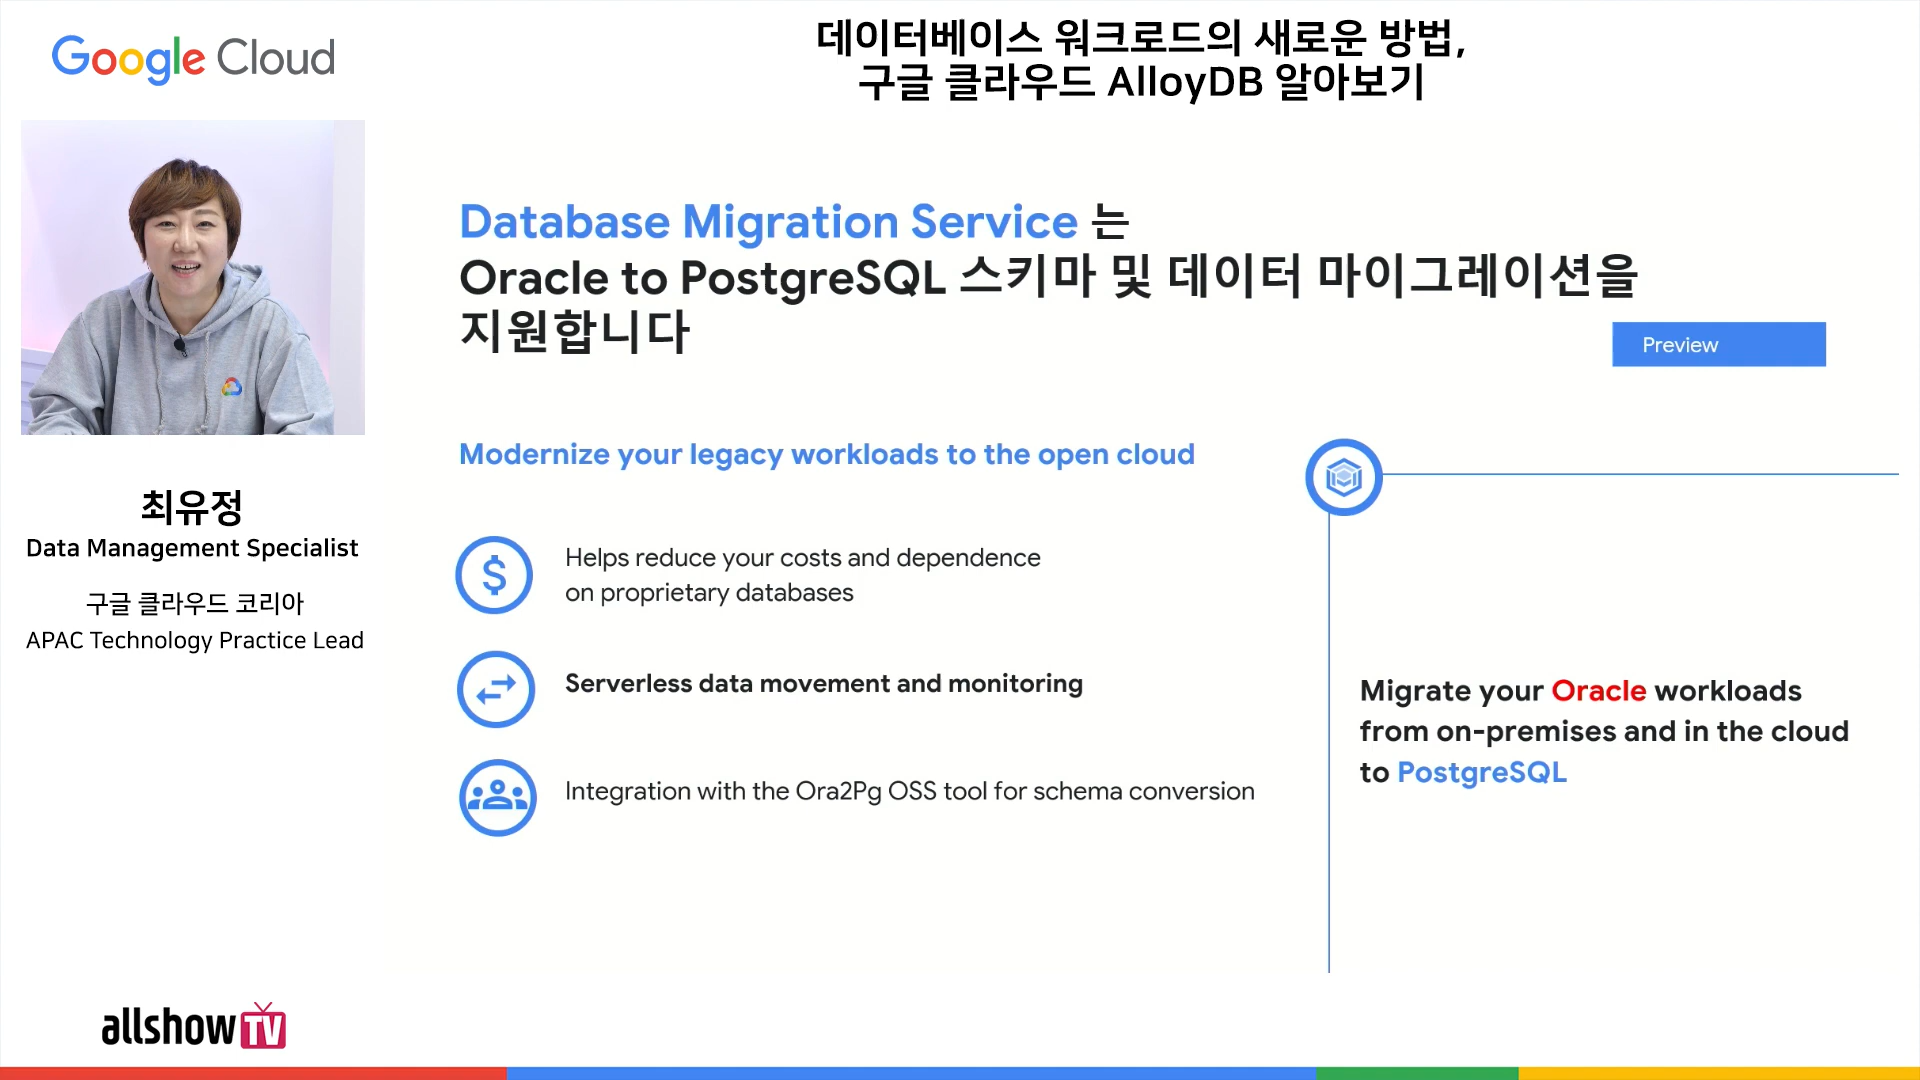 Google Cloud
데이터베이스 워크로드의 새로운 방법,
구글 클라우드 AlloyDB 알아보기
최유정
Data Management Specialist
구글 클라우드 코리아
APAC Technology Practice Lead
Database Migration Service 는
Oracle to PostgreSQL 스키마 및 데이터 마이그레이션을
지원합니다
Preview
Modernize your legacy workloads to the open cloud
$
Helps reduce your costs and dependence
on proprietary databases
Serverless data movement and monitoring
Integration with the Ora2Pg OSS tool for schema conversion
Migrate your Oracle workloads
from on-premises and in the cloud
to PostgreSQL
allshow TV